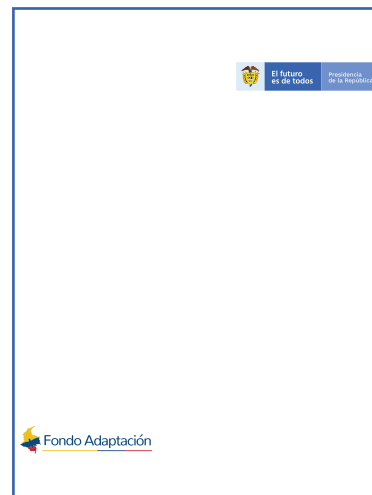 El futuro
es de todos
Presidencia
de la República
Fondo Adaptación